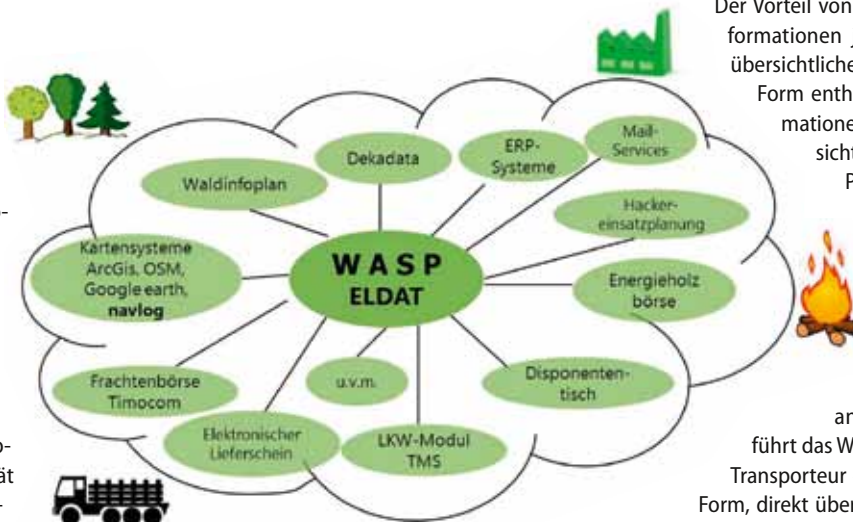 Der Vorteil von
formationen
übersichtliche
Form enth
matione
sicht
P
o-
Waldinfoplan
Dekadata
ERP-
Systeme
Mail-
Services
Hacker-
einsatzplanung
Kartensysteme
ArcGis, OSM,
Google earth,
navlog
W A S P
ELDAT
Energieholz
börse
Frachtenbörse
Timocom
u.v.m.
Disponenten-
tisch
Elektronischer
Lieferschein
LKW-Modul
TMS
o-
ät
r-
an
führt das W
Transporteur
Form, direkt über